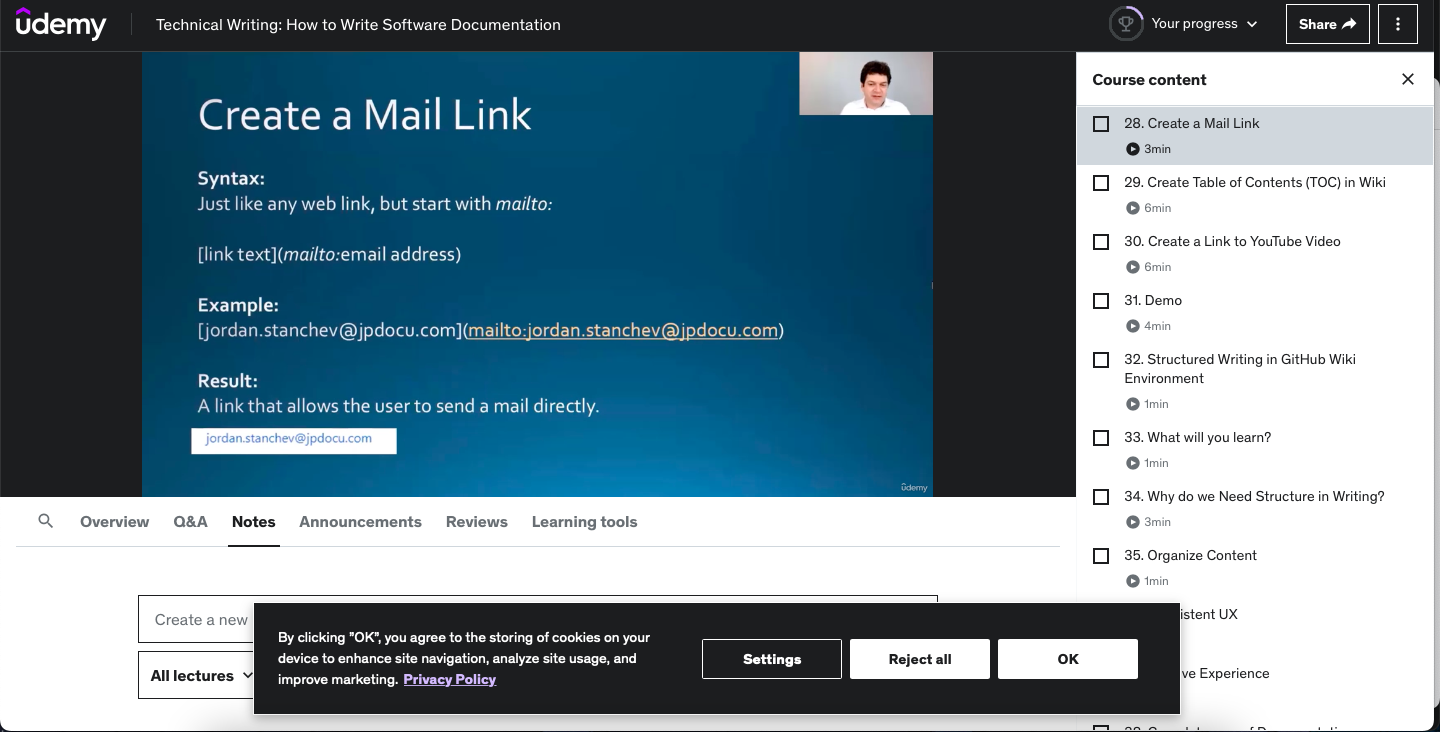 ûdemy
Technical Writing: How to Write Software Documentation
Your progress
Share
Create a Mail Link
Syntax:
Just like any web link, but start with mailto:
[link text](mailto:email address)
Example:
[jordan.stanchev@jpdocu.com](mailto:jordan.stanchev@jpdocu.com)
Result:
A link that allows the user to send a mail directly.
jordan.stanchev@jpdocu.com
ûdemy
Course content
28. Create a Mail Link
3min
29. Create Table of Contents (TOC) in Wiki
6min
30. Create a Link to YouTube Video
6min
31. Demo
4min
32. Structured Writing in GitHub Wiki
Environment
1min
33. What will you learn?
1min
34. Why do we Need Structure in Writing?
3min
35. Organize Content
1min
istent UX
ve Experience
Overview
Q&A
Notes
Announcements
Reviews
Learning tools
Create a new
All lectures
By clicking "OK", you agree to the storing of cookies on your
device to enhance site navigation, analyze site usage, and
improve marketing. Privacy Policy
Settings
Reject all
OK